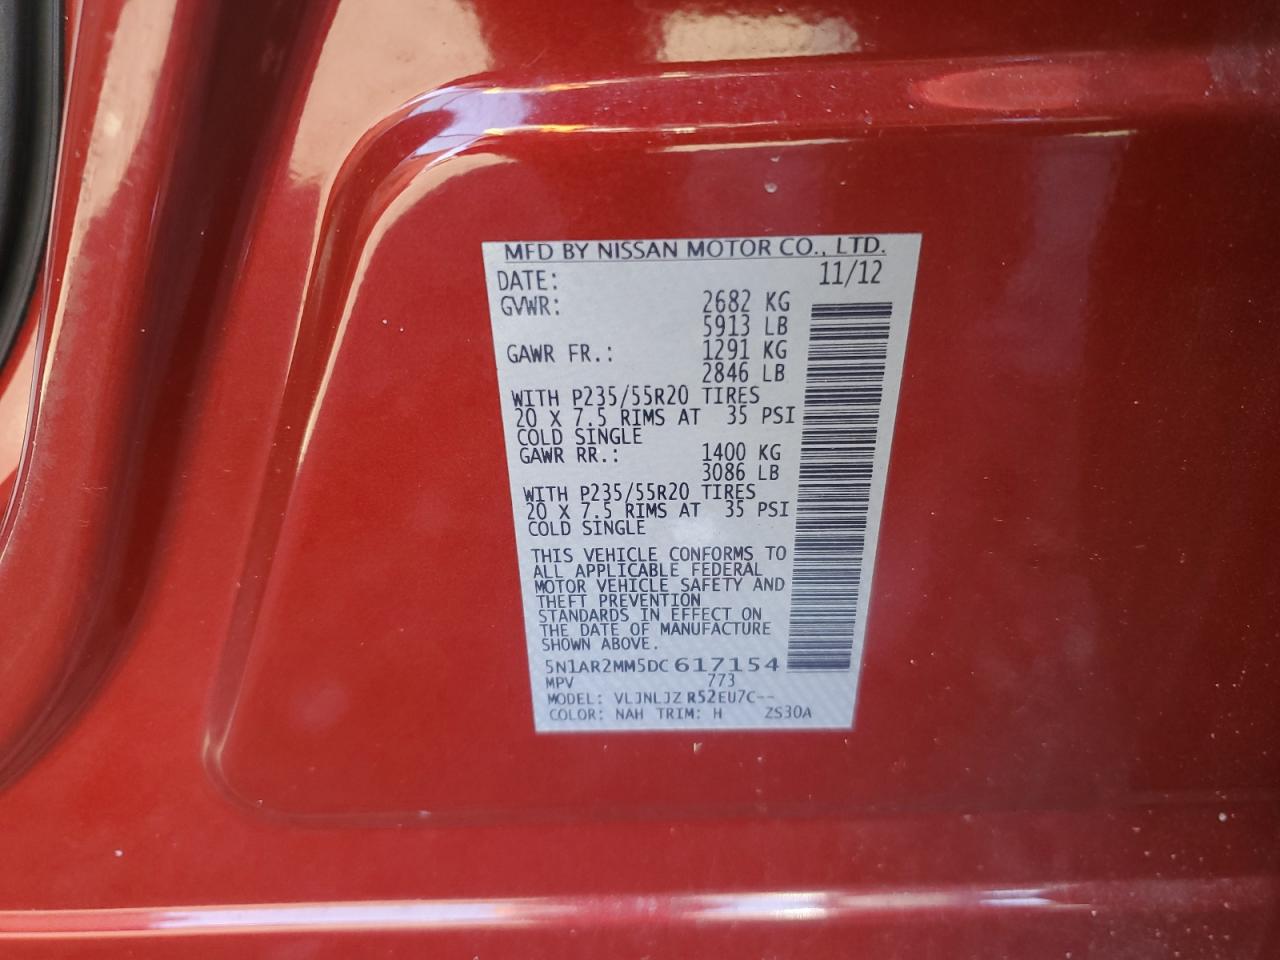 MFD BY NISSAN MOTOR CO., LTD.
DATE: 11/12
GVWR: 2682 KG
5913 LB
GAWR FR.: 1291 KG
2846 LB
WITH P235/55R20 TIRES
20 X 7.5 RIMS AT 35 PSI
COLD SINGLE
GAWR RR.: 1400 KG
3086 LB
WITH P235/55R20 TIRES
20 X 7.5 RIMS AT 35 PSI
COLD SINGLE
THIS VEHICLE CONFORMS TO
ALL APPLICABLE FEDERAL
MOTOR VEHICLE SAFETY AND
THEFT PREVENTION
STANDARDS IN EFFECT ON
THE DATE OF MANUFACTURE
SHOWN ABOVE.
5N1AR2MM5DC617154
MPV 773
MODEL: VLJNLJZ R52EU7C--
COLOR: NAH TRIM: H ZS30A